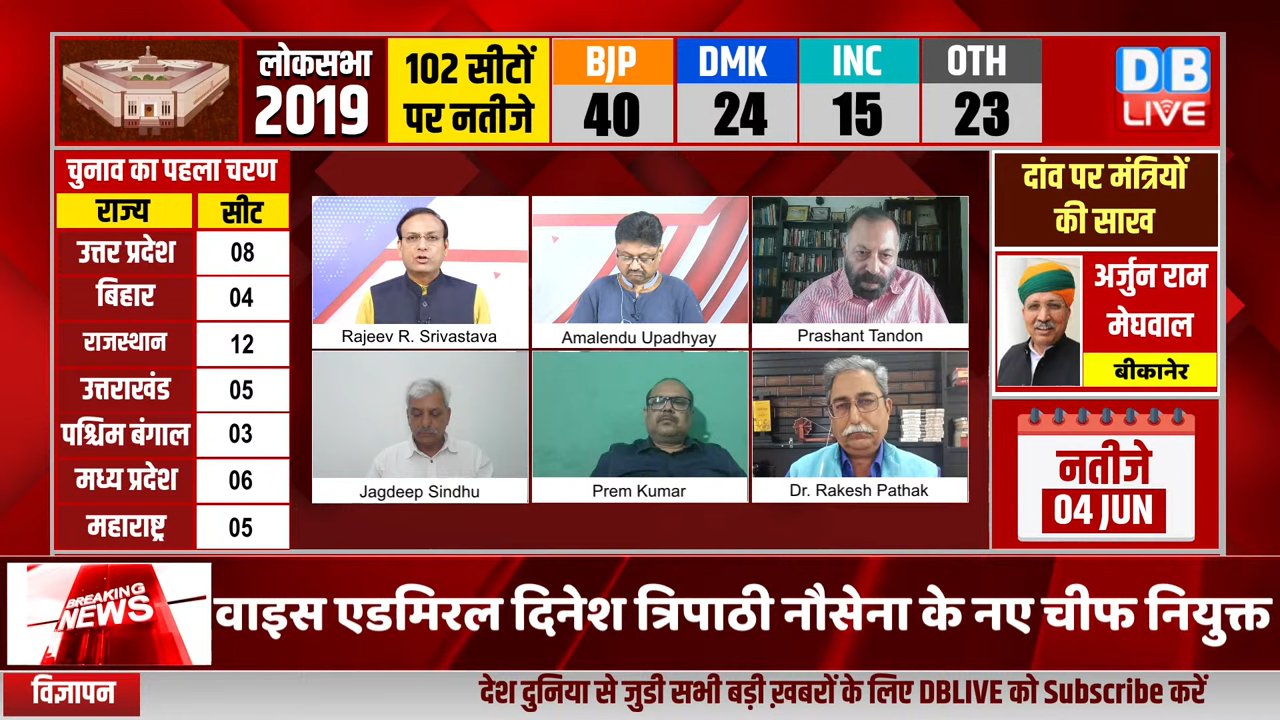 लोकसभा
2019
102 सीटों
पर नतीजे
BJP
40
DMK
24
INC
15
OTH
23
DB
LIVE
चुनाव का पहला चरण
राज्य सीट
उत्तर प्रदेश 08
बिहार 04
राजस्थान 12
उत्तराखंड 05
पश्चिम बंगाल 03
मध्य प्रदेश 06
महाराष्ट्र 05
Rajeev R. Srivastava
Amalendu Upadhyay
Prashant Tandon
Jagdeep Sindhu
Prem Kumar
Dr. Rakesh Pathak
दांव पर मंत्रियों
की साख
अर्जुन राम
मेघवाल
बीकानेर
नतीजे
04 JUN
BREAKING
NEWS
वाइस एडमिरल दिनेश त्रिपाठी नौसेना के नए चीफ नियुक्त
विज्ञापन
देश दुनिया से जुडी सभी बड़ी ख़बरों के लिए DBLIVE को Subscribe करें